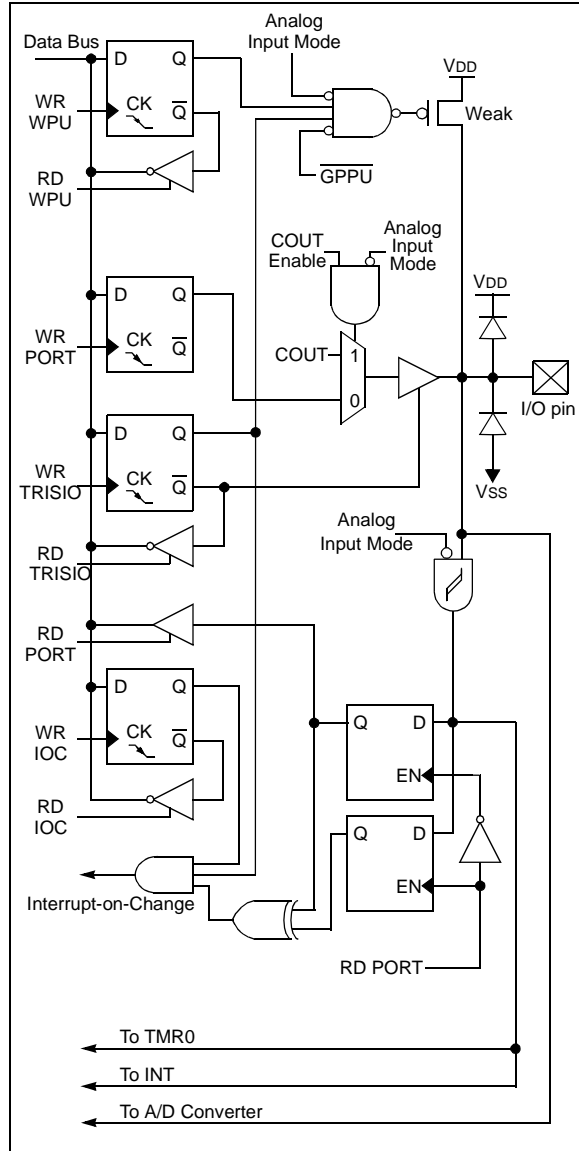 Analog
Input Mode
Data Bus
D Q
VDD
WR
WPU
CK
Q
Weak
RD
WPU
GPPU
COUT
Enable
Analog
Input
Mode
D Q
VDD
WR
PORT
CK
Q
COUT
1
0
I/O pin
D Q
WR
TRISIO
CK
Q
VSS
Analog
Input Mode
RD
TRISIO
RD
PORT
D Q
Q D
WR
IOC
CK
Q
EN
RD
IOC
Q D
EN
Interrupt-on-Change
RD PORT
To TMR0
To INT
To A/D Converter